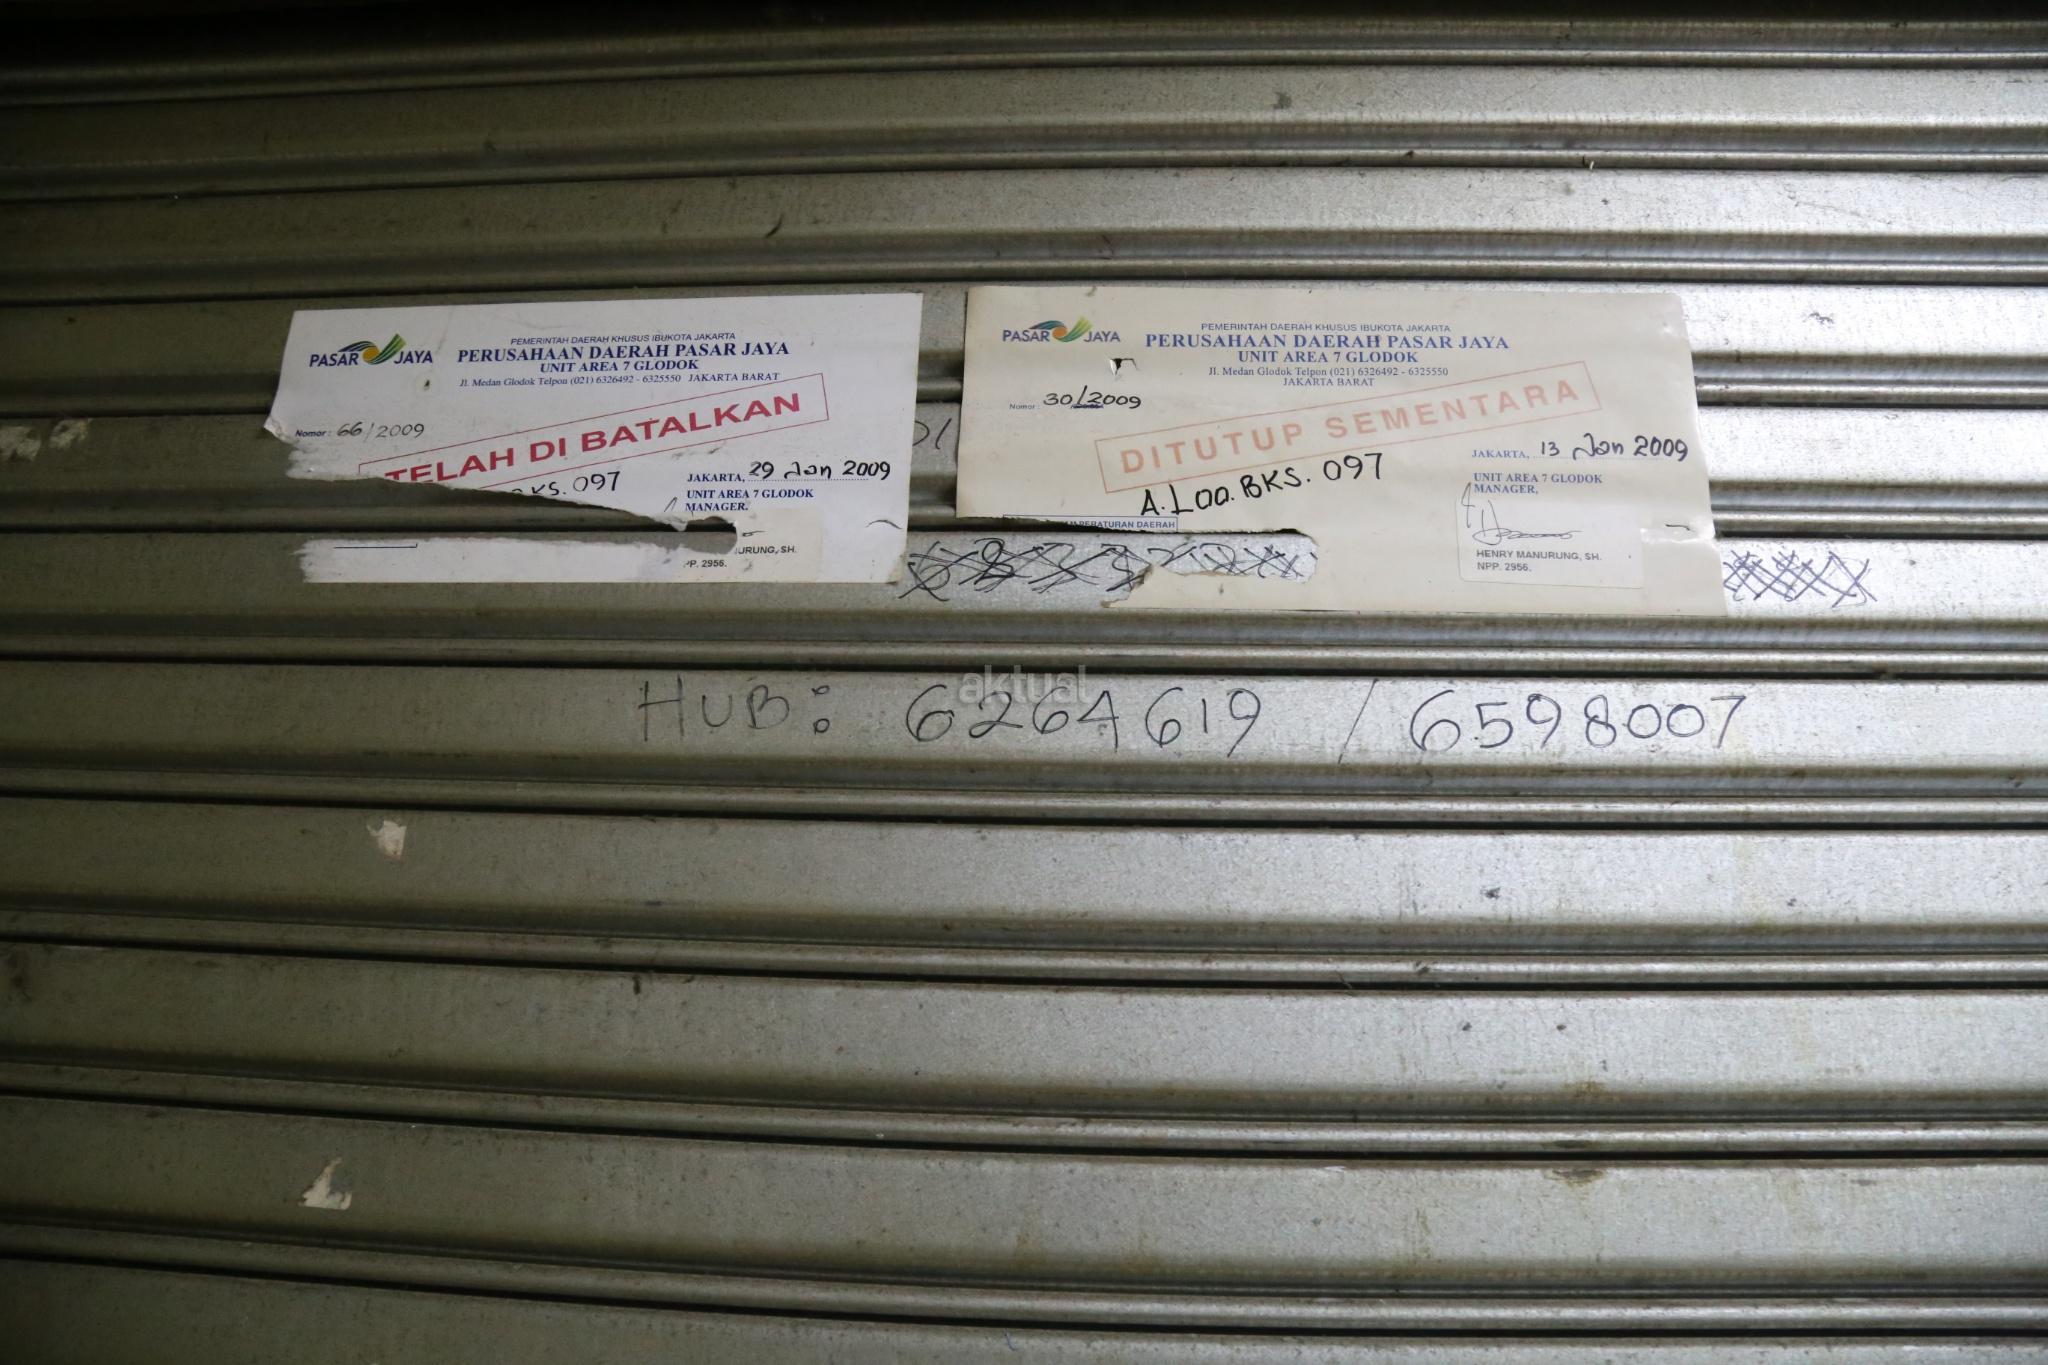 PASAR JAYA
PEMERINTAH DAERAH KHUSUS IBUKOTA JAKARTA
PERUSAHAAN DAERAH PASAR JAYA
UNIT AREA 7 GLODOK
Jl. Medan Glodok Telpon (021) 6326492 - 6325550 JAKARTA BARAT
Nomor : 66/2009
TELAH DI BATALKAN
BKS. 097
JAKARTA, 29 Jan 2009
UNIT AREA 7 GLODOK
MANAGER.
URUNG, SH.
PP. 2956.
PASAR JAYA
PEMERINTAH DAERAH KHUSUS IBUKOTA JAKARTA
PERUSAHAAN DAERAH PASAR JAYA
UNIT AREA 7 GLODOK
Jl. Medan Glodok Telpon (021) 6326492 - 6325550
JAKARTA BARAT
Nomor : 30/2009
DITUTUP SEMENTARA
A.Loo.BKS. 097
JAKARTA, 13 Jan 2009
UNIT AREA 7 GLODOK
MANAGER,
PERATURAN DAERAH
HENRY MANURUNG, SH.
NPP. 2956.
HUB: 6264619 / 6598007
aktual